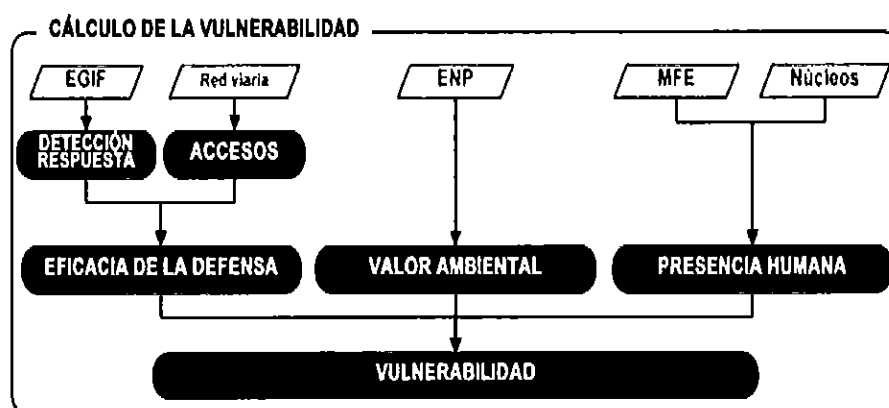 CÁLCULO DE LA VULNERABILIDAD
EGIF
Red viaria
ENP
MFE
Núcleos
DETECCIÓN
RESPUESTA
ACCESOS
EFICACIA DE LA DEFENSA
VALOR AMBIENTAL
PRESENCIA HUMANA
VULNERABILIDAD